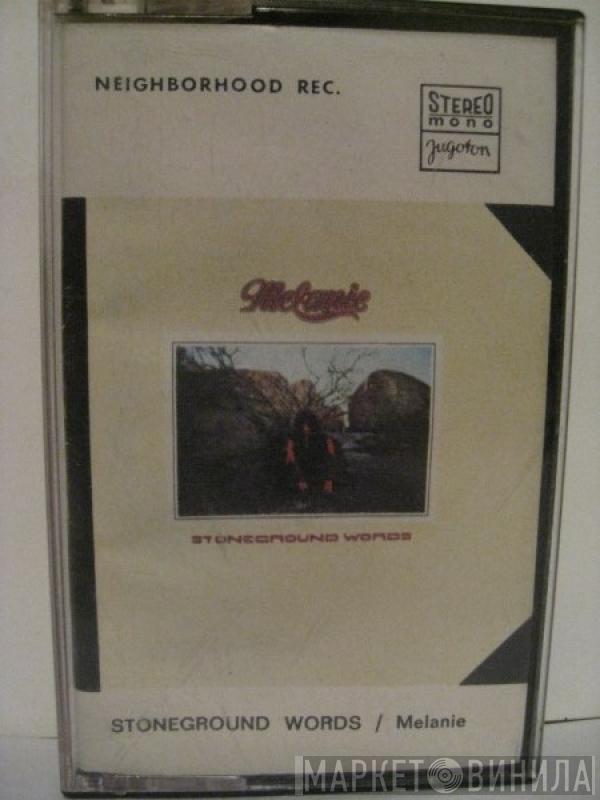 NEIGHBORHOOD REC.
STEREO
mono
Jugoton
Melanie
STONEGROUND WORDS
STONEGROUND WORDS / Melanie
МАРКЕТ ВИНИЛА